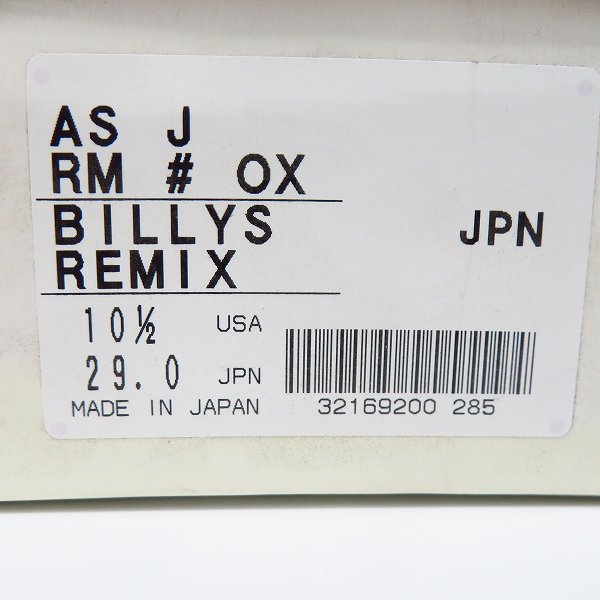 AS J
RM # OX
BILLYS JPN
REMIX
10½ USA
29.0 JPN
MADE IN JAPAN 32169200 285